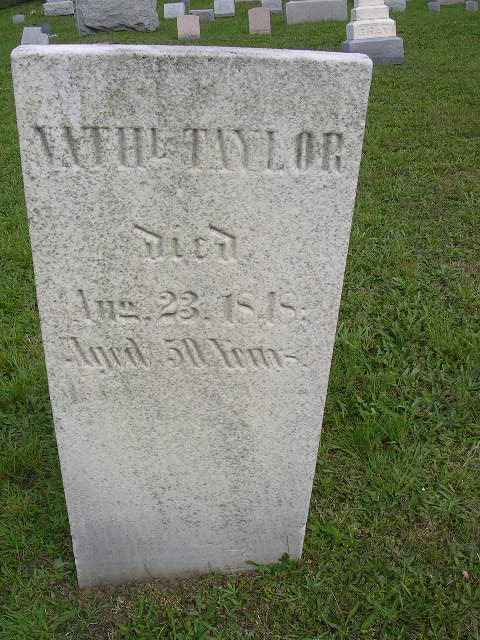 NATHL TAYLOR
died
Aug. 23. 1848.
Aged 50 Years.